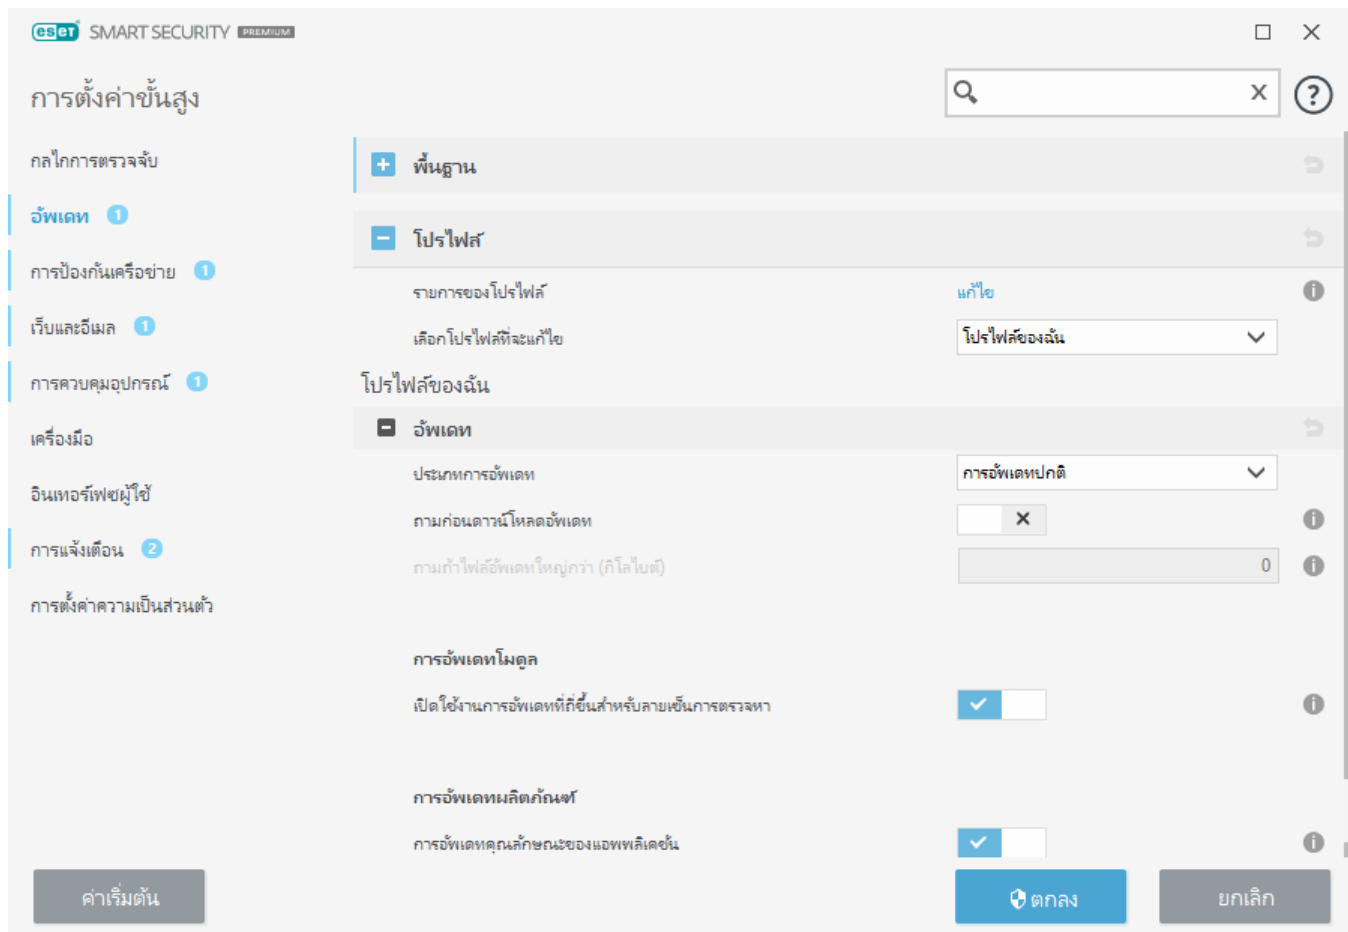 eset SMART SECURITY PREMIUM
การตั้งค่าขั้นสูง
กลไกการตรวจจับ
อัพเดท 1
การป้องกันเครือข่าย 1
เว็บและอีเมล 1
การควบคุมอุปกรณ์ 1
เครื่องมือ
อินเทอร์เฟซผู้ใช้
การแจ้งเตือน 2
การตั้งค่าความเป็นส่วนตัว
พื้นฐาน
โปรไฟล์
รายการของโปรไฟล์ แก้ไข
เลือกโปรไฟล์ที่จะแก้ไข โปรไฟล์ของฉัน
โปรไฟล์ของฉัน
อัพเดท
ประเภทการอัพเดท การอัพเดทปกติ
ถามก่อนดาวน์โหลดอัพเดท
ถามถ้าไฟล์อัพเดทใหญ่กว่า (กิโลไบต์) 0
การอัพเดทโมดูล
เปิดใช้งานการอัพเดทที่ถี่ขึ้นสำหรับลายเซ็นการตรวจหา
การอัพเดทผลิตภัณฑ์
การอัพเดทคุณลักษณะของแอพพลิเคชั่น
ค่าเริ่มต้น ตกลง ยกเลิก